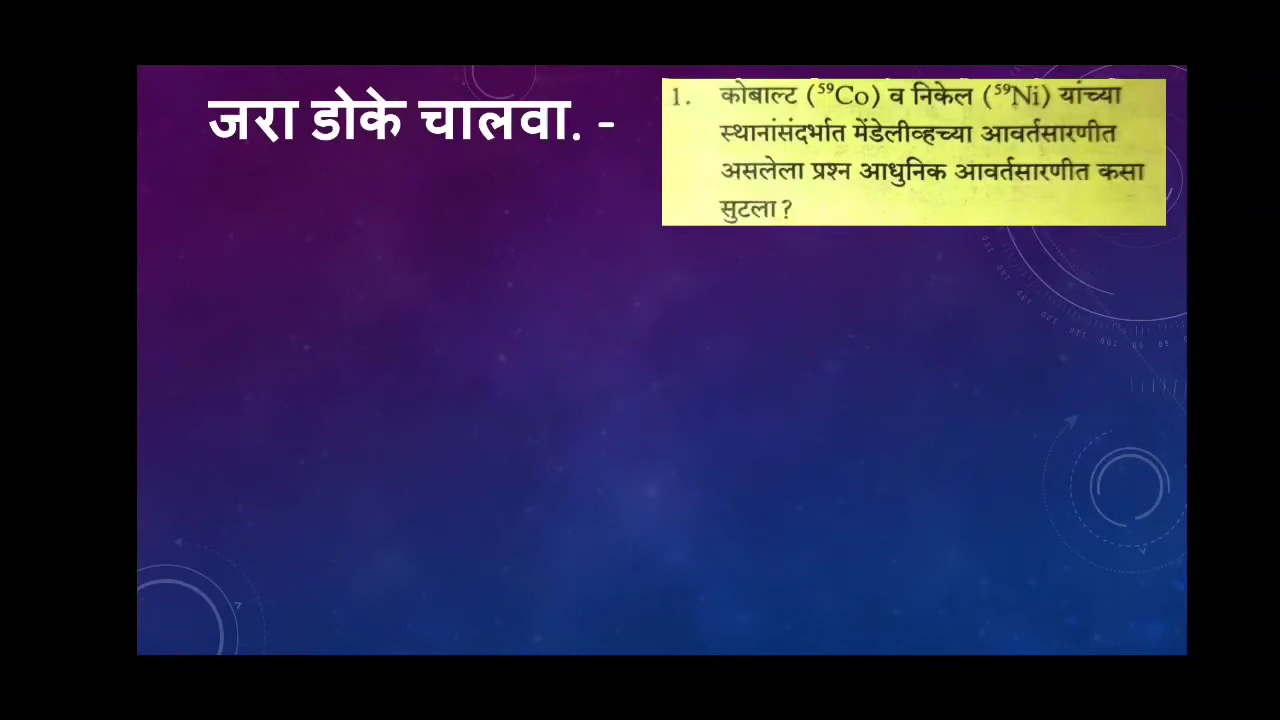 जरा डोके चालवा. -
1. कोबाल्ट (⁵⁹Co) व निकेल (⁵⁹Ni) यांच्या
स्थानांसंदर्भात मेंडेलीव्हच्या आवर्तसारणीत
असलेला प्रश्न आधुनिक आवर्तसारणीत कसा
सुटला?